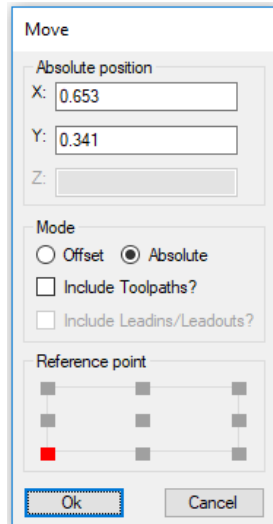 Move
Absolute position
X: 0.653
Y: 0.341
Z:
Mode
Offset Absolute
Include Toolpaths?
Include Leadins/Leadouts?
Reference point
Ok Cancel